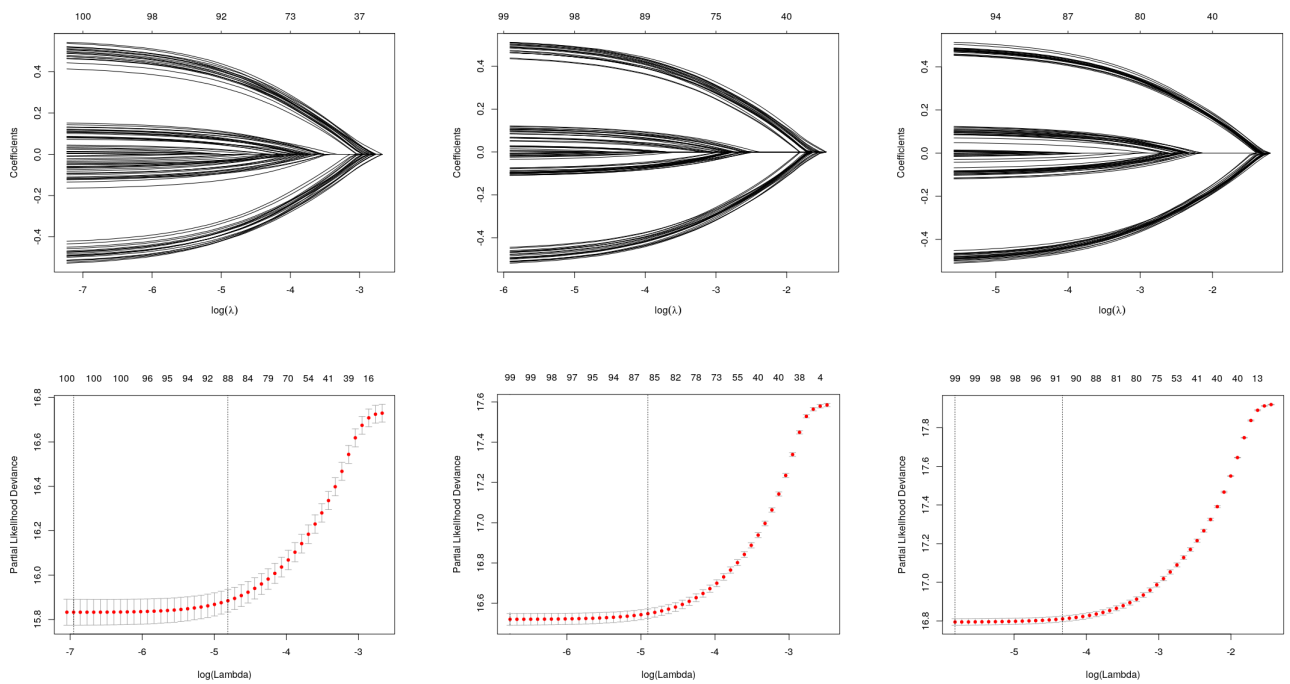 100 98 92 73 37
Coefficients
0.4
0.2
0.0
-0.2
-0.4
-7 -6 -5 -4 -3
log(λ)
99 98 89 75 40
Coefficients
0.4
0.2
0.0
-0.2
-0.4
-6 -5 -4 -3 -2
log(λ)
94 87 80 40
Coefficients
0.4
0.2
0.0
-0.2
-0.4
-5 -4 -3 -2
log(λ)
100 100 100 96 95 94 92 88 84 79 70 54 41 39 16
Partial Likelihood Deviance
16.8
16.6
16.4
16.2
16.0
15.8
-7 -6 -5 -4 -3
log(Lambda)
99 99 98 97 95 94 87 85 82 78 73 55 40 40 38 4
Partial Likelihood Deviance
17.6
17.4
17.2
17.0
16.8
16.6
-6 -5 -4 -3
log(Lambda)
99 99 98 98 96 91 90 88 81 80 75 53 41 40 40 13
Partial Likelihood Deviance
17.8
17.6
17.4
17.2
17.0
16.8
-5 -4 -3 -2
log(Lambda)